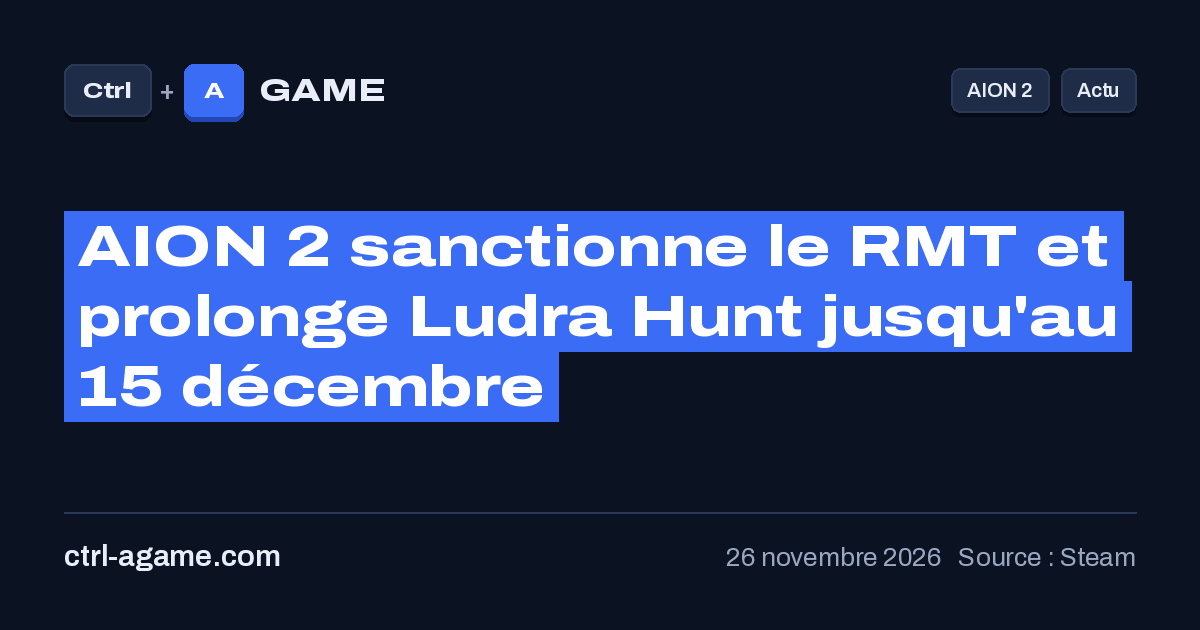 Ctrl + A GAME
AION 2 Actu
AION 2 sanctionne le RMT et
prolonge Ludra Hunt jusqu'au
15 décembre
ctrl-agame.com
26 novembre 2026 Source : Steam